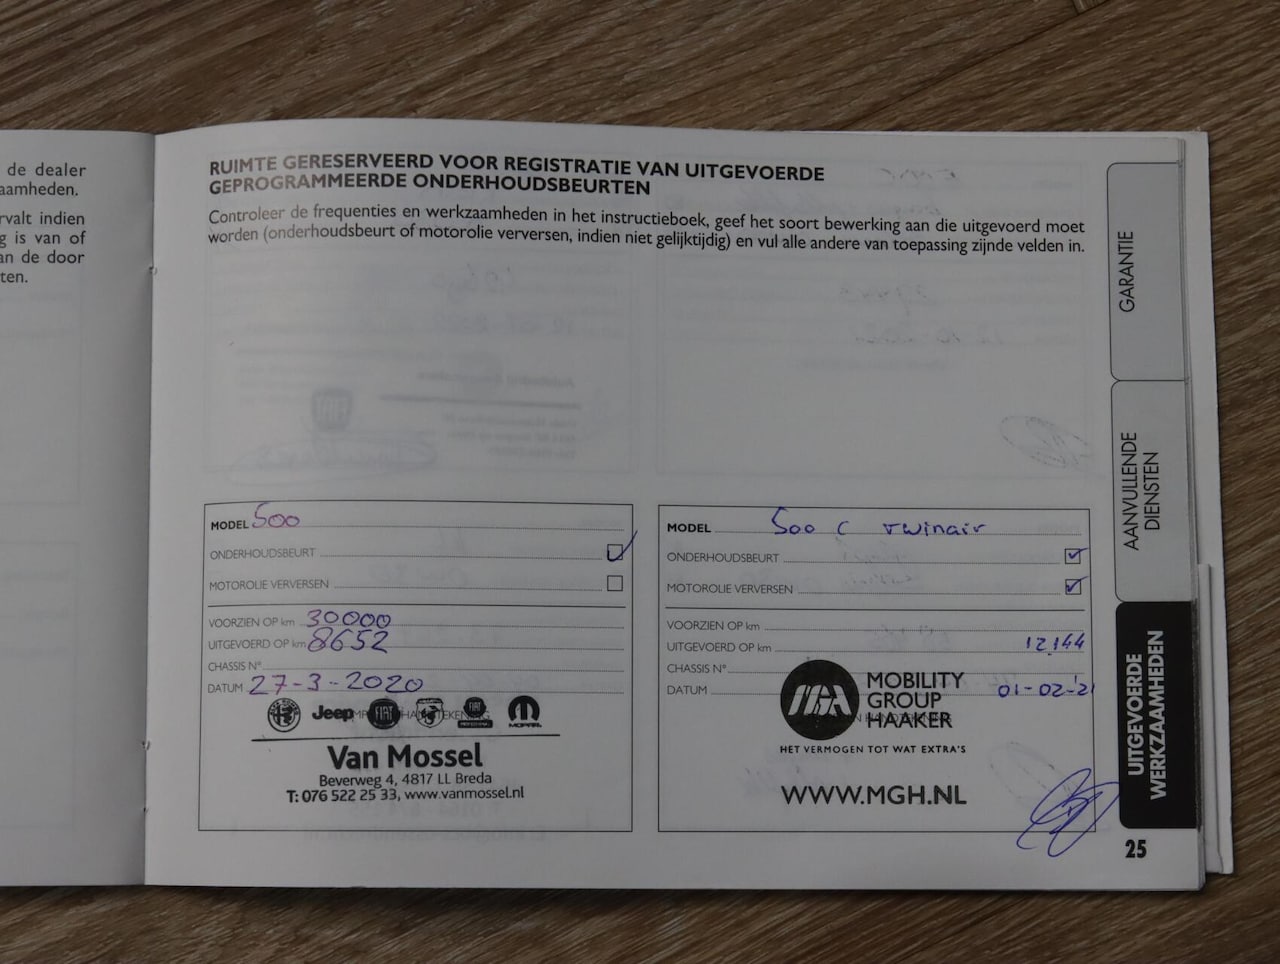 de dealer
aamheden.
rvalt indien
g is van of
an de door
ten.
RUIMTE GERESERVEERD VOOR REGISTRATIE VAN UITGEVOERDE
GEPROGRAMMEERDE ONDERHOUDSBEURTEN
Controleer de frequenties en werkzaamheden in het instructieboek, geef het soort bewerking aan die uitgevoerd moet
worden (onderhoudsbeurt of motorolie verversen, indien niet gelijktijdig) en vul alle andere van toepassing zijnde velden in.
MODEL 500
ONDERHOUDSBEURT
MOTOROLIE VERVERSEN
VOORZIEN OP km 30000
UITGEVOERD OP km 8652
CHASSIS N°
DATUM 27-3-2020
Jeep FIAT MOPAR
Van Mossel
Beverweg 4, 4817 LL Breda
T: 076 522 25 33, www.vanmossel.nl
MODEL 500 C Twinair
ONDERHOUDSBEURT
MOTOROLIE VERVERSEN
VOORZIEN OP km
UITGEVOERD OP km 12.144
CHASSIS N°
DATUM 01-02-'21
MGH MOBILITY
GROUP
HAAKER
HET VERMOGEN TOT WAT EXTRA'S
WWW.MGH.NL
GARANTIE
AANVULLENDE
DIENSTEN
UITGEVOERDE
WERKZAAMHEDEN
25